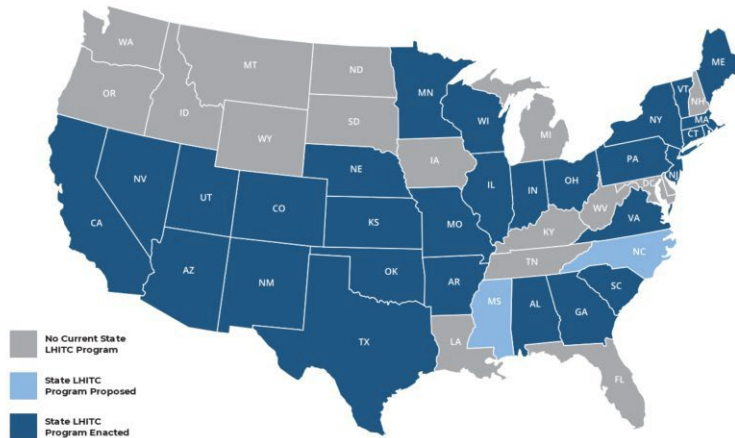 WA
MT
ND
MN
ME
OR
ID
WY
SD
WI
MI
VT
NH
NY
MA
CT
NV
UT
CO
NE
IA
IL
IN
OH
PA
NJ
CA
AZ
NM
KS
MO
KY
WV
VA
DC
OK
AR
TN
NC
SC
TX
LA
MS
AL
GA
FL
No Current State
LHITC Program
State LHITC
Program Proposed
State LHITC
Program Enacted